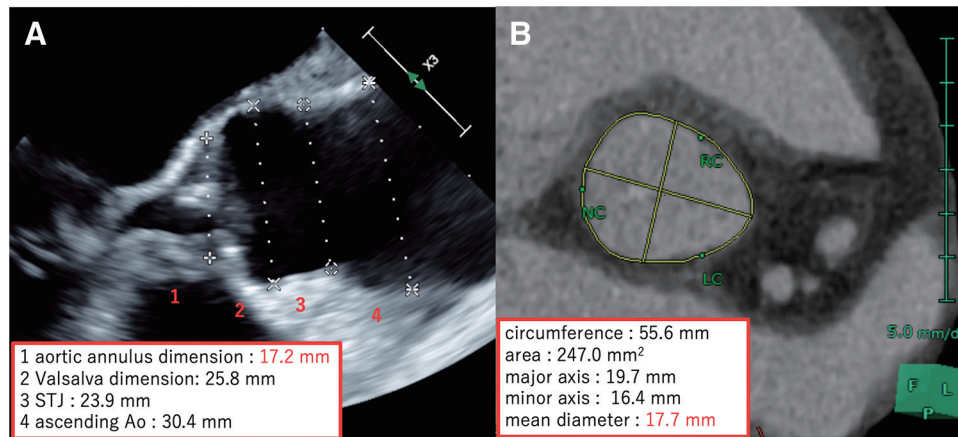 A
X3
1
2
3
4
1 aortic annulus dimension : 17.2 mm
2 Valsalva dimension: 25.8 mm
3 STJ : 23.9 mm
4 ascending Ao : 30.4 mm
B
RC
NC
LC
5.0 mm/d
F
L
P
circumference : 55.6 mm
area : 247.0 mm²
major axis : 19.7 mm
minor axis : 16.4 mm
mean diameter : 17.7 mm